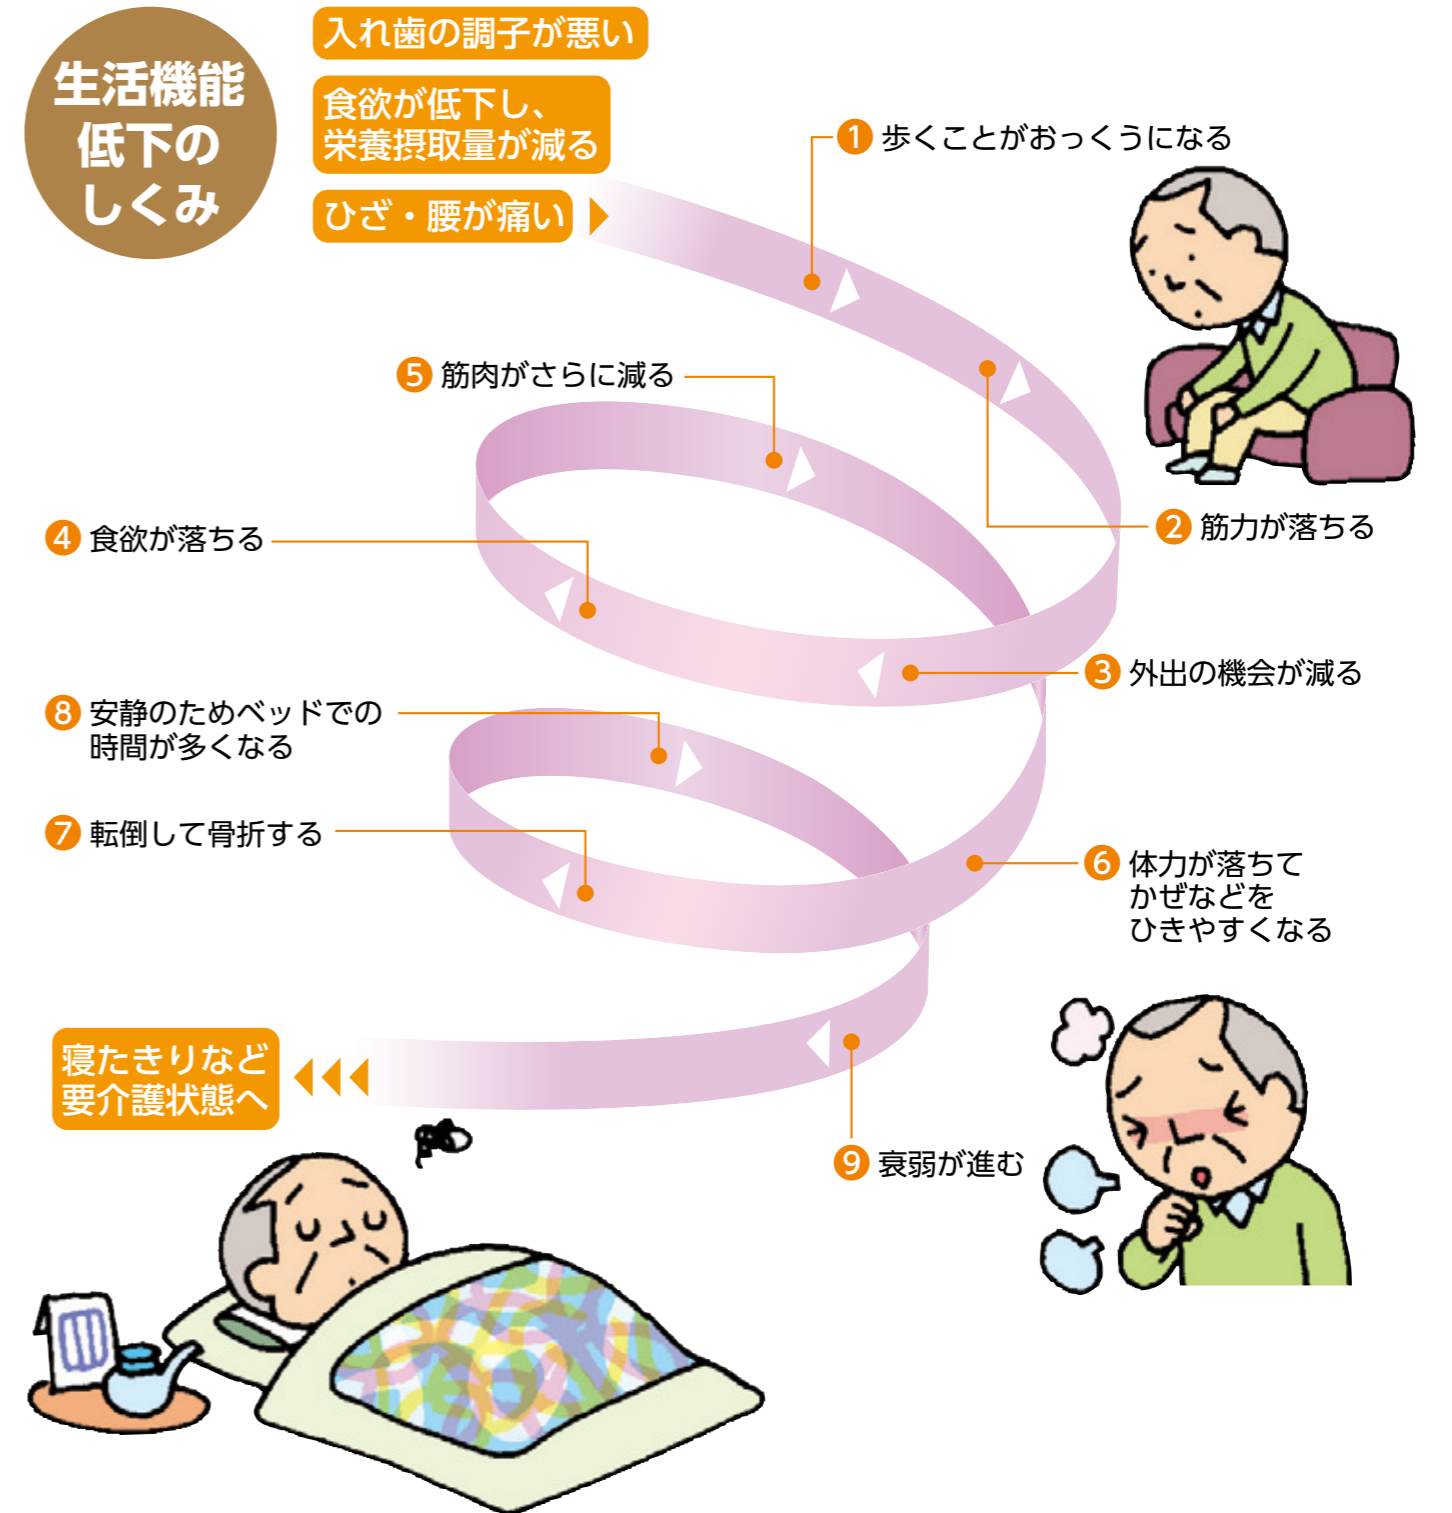 生活機能
低下の
しくみ
入れ歯の調子が悪い
食欲が低下し、
栄養摂取量が減る
ひざ・腰が痛い
1 歩くことがおっくうになる
2 筋力が落ちる
3 外出の機会が減る
4 食欲が落ちる
5 筋肉がさらに減る
6 体力が落ちて
かぜなどを
ひきやすくなる
7 転倒して骨折する
8 安静のためベッドでの
時間が多くなる
9 衰弱が進む
寝たきりなど
要介護状態へ